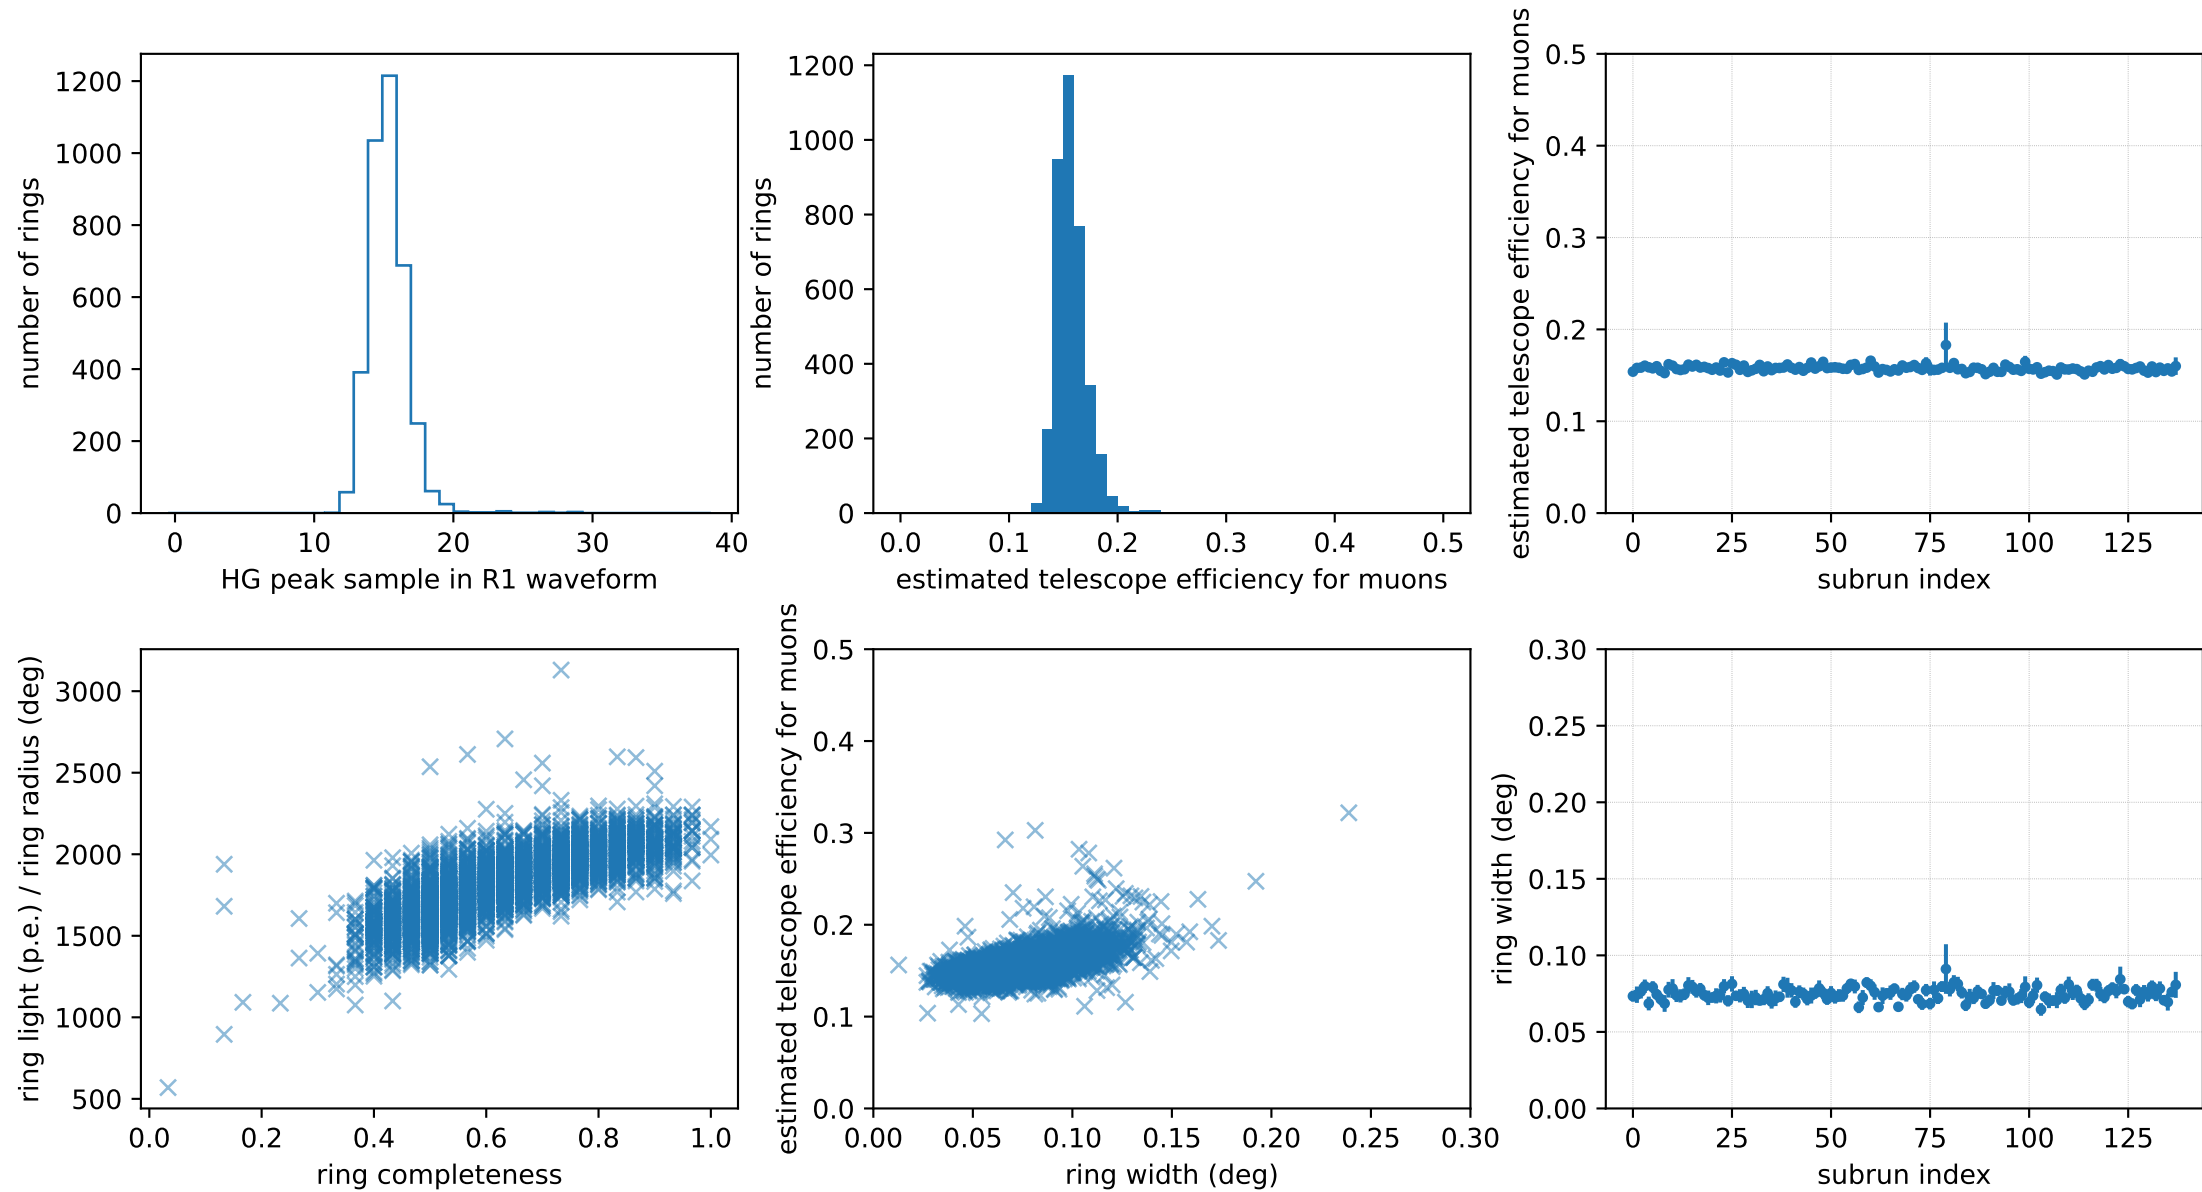 number of rings
1200
1000
800
600
400
200
0
0 10 20 30 40
HG peak sample in R1 waveform
number of rings
1200
1000
800
600
400
200
0
0.0 0.1 0.2 0.3 0.4 0.5
estimated telescope efficiency for muons
estimated telescope efficiency for muons
0.5
0.4
0.3
0.2
0.1
0.0
0 25 50 75 100 125
subrun index
ring light (p.e.) / ring radius (deg)
3000
2500
2000
1500
1000
500
0.0 0.2 0.4 0.6 0.8 1.0
ring completeness
estimated telescope efficiency for muons
0.5
0.4
0.3
0.2
0.1
0.0
0.00 0.05 0.10 0.15 0.20 0.25 0.30
ring width (deg)
ring width (deg)
0.30
0.25
0.20
0.15
0.10
0.05
0.00
0 25 50 75 100 125
subrun index